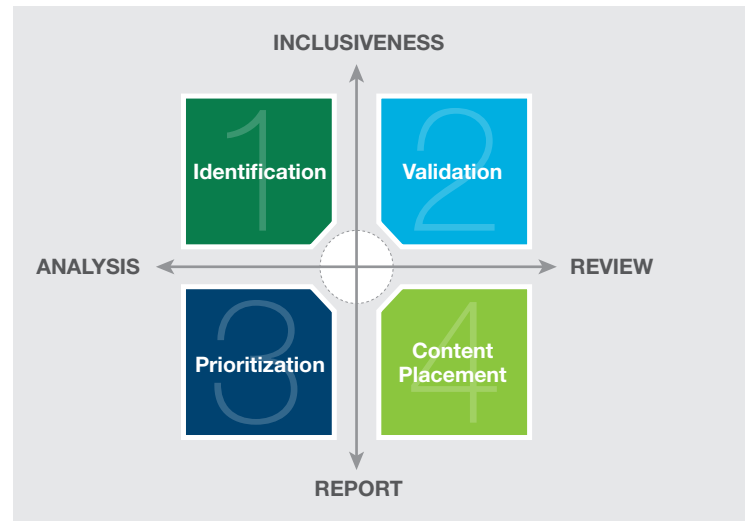 INCLUSIVENESS
1
Identification
2
Validation
ANALYSIS
REVIEW
3
Prioritization
4
Content
Placement
REPORT